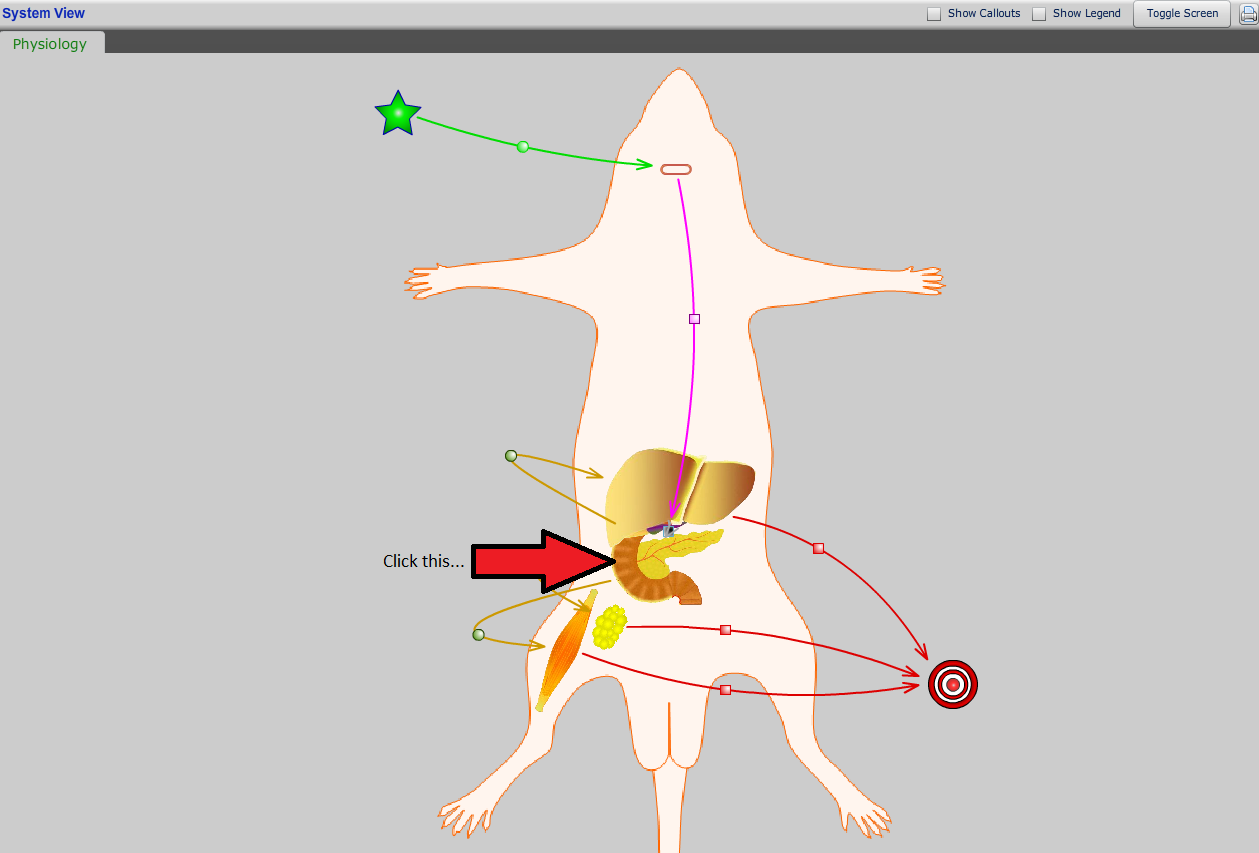 System View
Show Callouts
Show Legend
Toggle Screen
Physiology
Click this...